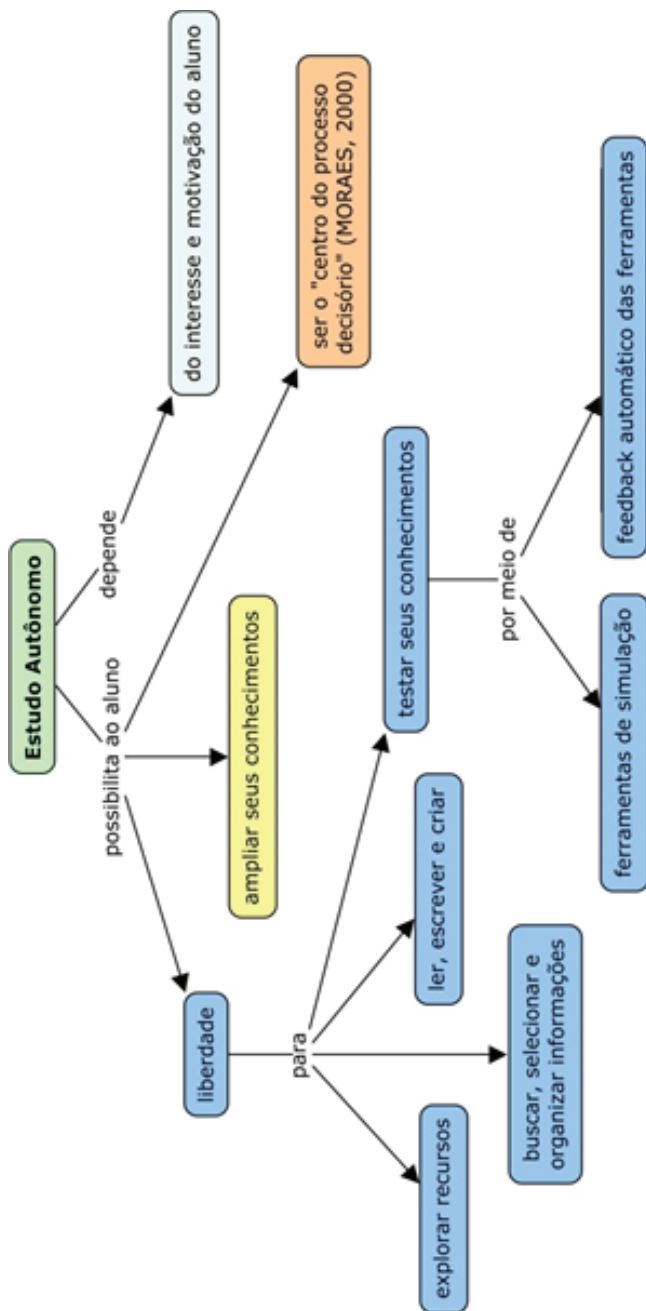 Estudo Autônomo
possibilita ao aluno
depende
liberdade
ampliar seus conhecimentos
do interesse e motivação do aluno
ser o "centro do processo
decisório" (MORAES, 2000)
para
explorar recursos
buscar, selecionar e
organizar informações
ler, escrever e criar
testar seus conhecimentos
por meio de
ferramentas de simulação
feedback automático das ferramentas